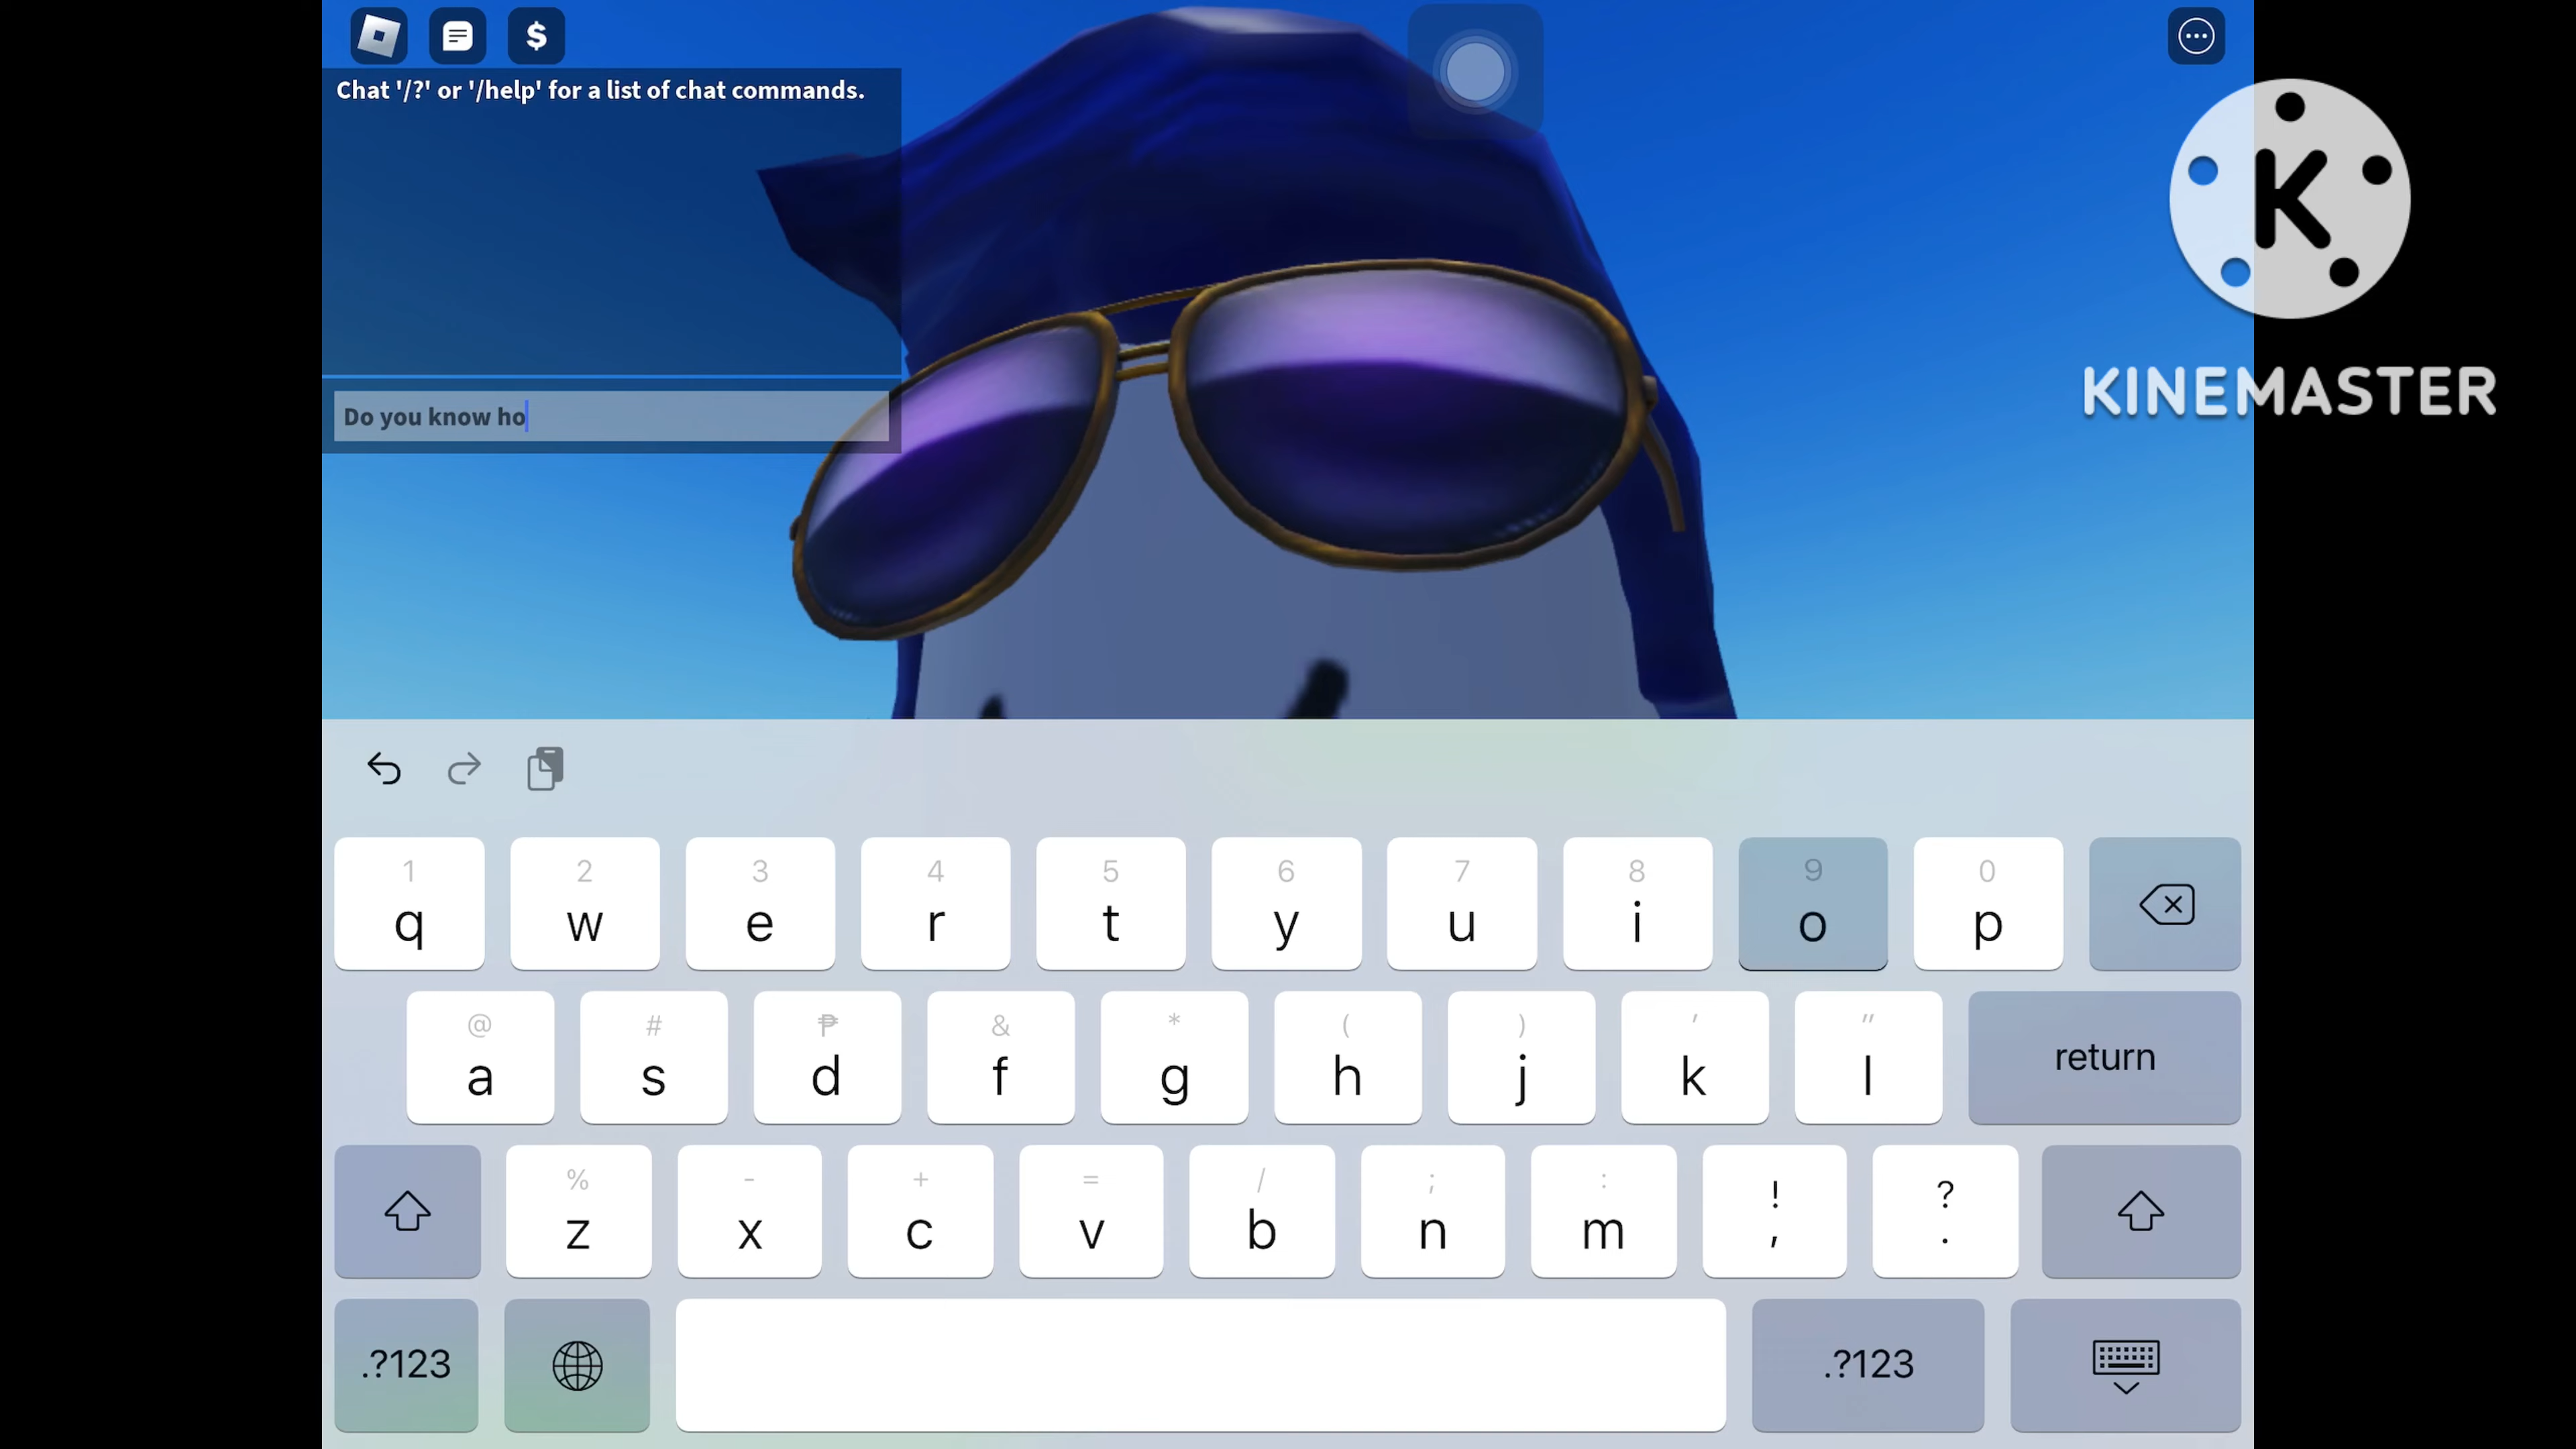 $
Chat '/?' or '/help' for a list of chat commands.
K
KINEMASTER
Do you know ho
1 2 3 4 5 6 7 8 9 0
q w e r t y u i o p
@ # ₱ & * ( ) ' "
a s d f g h j k l return
% - + = / ; : ! ?
z x c v b n m , .
.?123 .?123